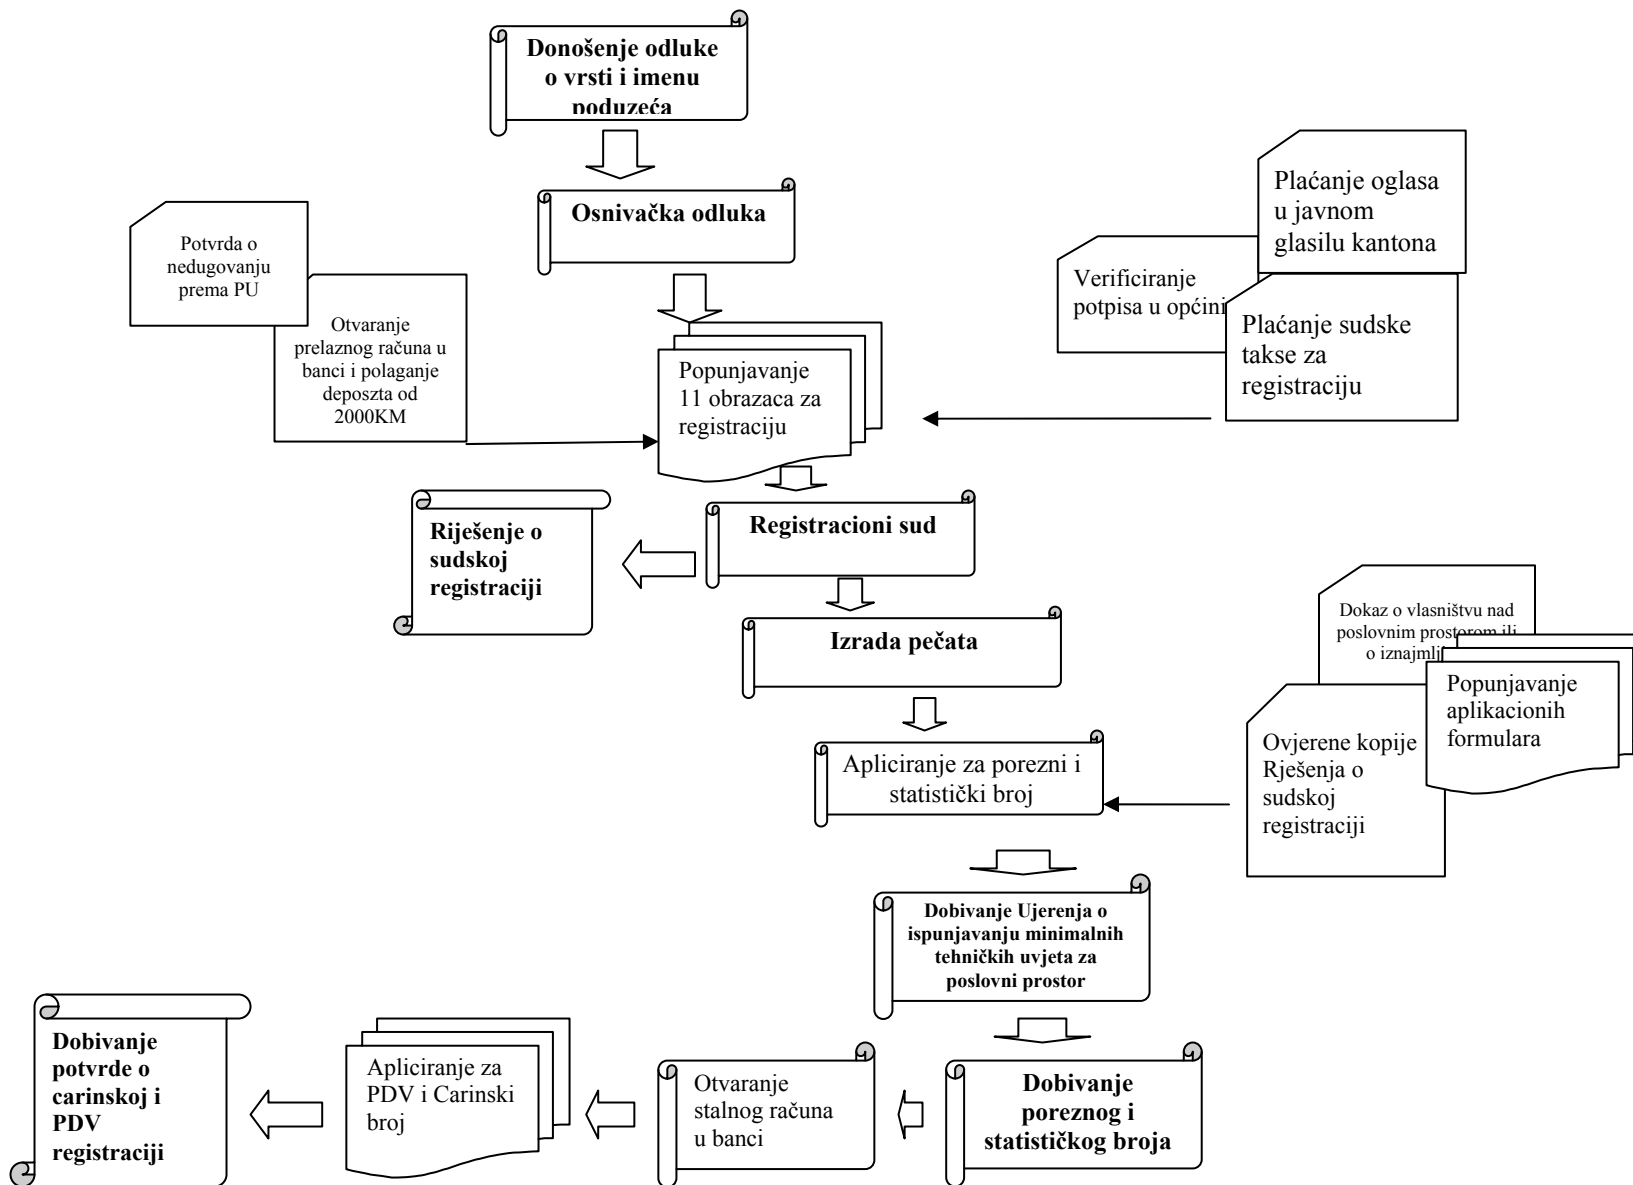 Donošenje odluke
o vrsti i imenu
poduzeća
Osnivačka odluka
Potvrda o
nedugovanju
prema PU
Otvaranje
prelaznog računa u
banci i polaganje
deposzta od
2000KM
Plaćanje oglasa
u javnom
glasilu kantona
Verificiranje
potpisa u općini
Plaćanje sudske
takse za
registraciju
Popunjavanje
11 obrazaca za
registraciju
Registracioni sud
Riješenje o
sudskoj
registraciji
Izrada pečata
Dokaz o vlasništvu nad
poslovnim prostorom ili
o
Popunjavanje
aplikacionih
formulara
Ovjerene kopije
Rješenja o
sudskoj
registraciji
Apliciranje za porezni i
statistički broj
Dobivanje Ujerenja o
ispunjavanju minimalnih
tehničkih uvjeta za
poslovni prostor
Dobivanje
poreznog i
statističkog broja
Otvaranje
stalnog računa
u banci
Apliciranje za
PDV i Carinski
broj
Dobivanje
potvrde o
carinskoj i
PDV
registraciji